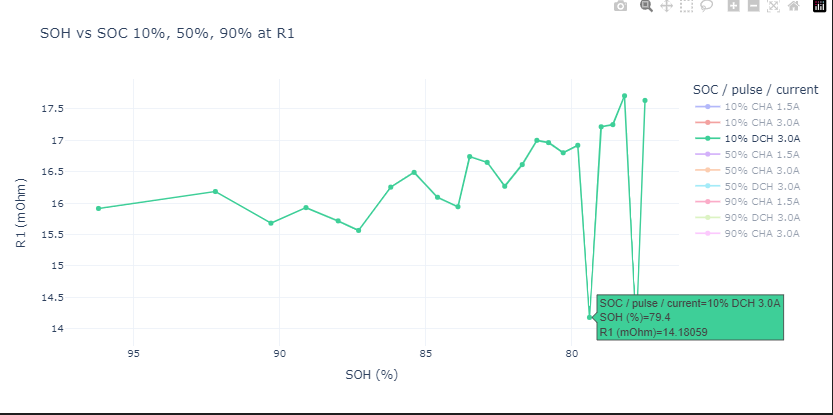 SOH vs SOC 10%, 50%, 90% at R1
SOC / pulse / current
10% CHA 1.5A
10% CHA 3.0A
10% DCH 3.0A
50% CHA 1.5A
50% CHA 3.0A
50% DCH 3.0A
90% CHA 1.5A
90% DCH 3.0A
90% CHA 3.0A
R1 (mOhm)
17.5
17
16.5
16
15.5
15
14.5
14
SOC / pulse / current=10% DCH 3.0A
SOH (%)=79.4
R1 (mOhm)=14.18059
95
90
85
80
SOH (%)